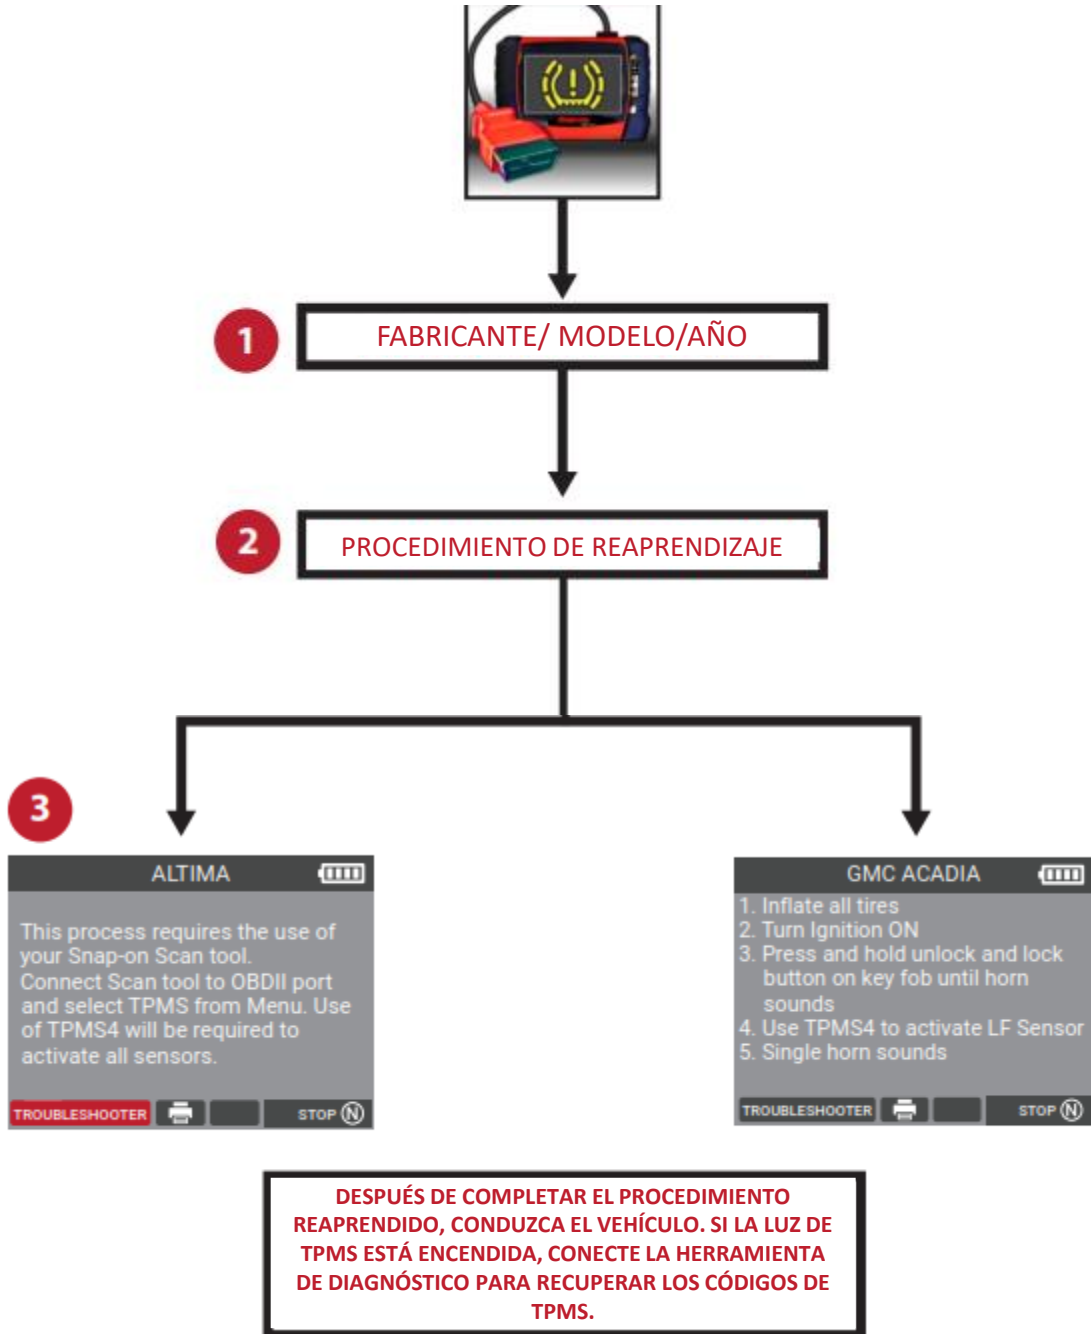 1
FABRICANTE/ MODELO/AÑO
2
PROCEDIMIENTO DE REAPRENDIZAJE
3
ALTIMA
This process requires the use of
your Snap-on Scan tool.
Connect Scan tool to OBDII port
and select TPMS from Menu. Use
of TPMS4 will be required to
activate all sensors.
TROUBLESHOOTER
STOP N
GMC ACADIA
1. Inflate all tires
2. Turn Ignition ON
3. Press and hold unlock and lock
button on key fob until horn
sounds
4. Use TPMS4 to activate LF Sensor
5. Single horn sounds
TROUBLESHOOTER
STOP N
DESPUÉS DE COMPLETAR EL PROCEDIMIENTO
REAPRENDIDO, CONDUZCA EL VEHÍCULO. SI LA LUZ DE
TPMS ESTÁ ENCENDIDA, CONECTE LA HERRAMIENTA
DE DIAGNÓSTICO PARA RECUPERAR LOS CÓDIGOS DE
TPMS.